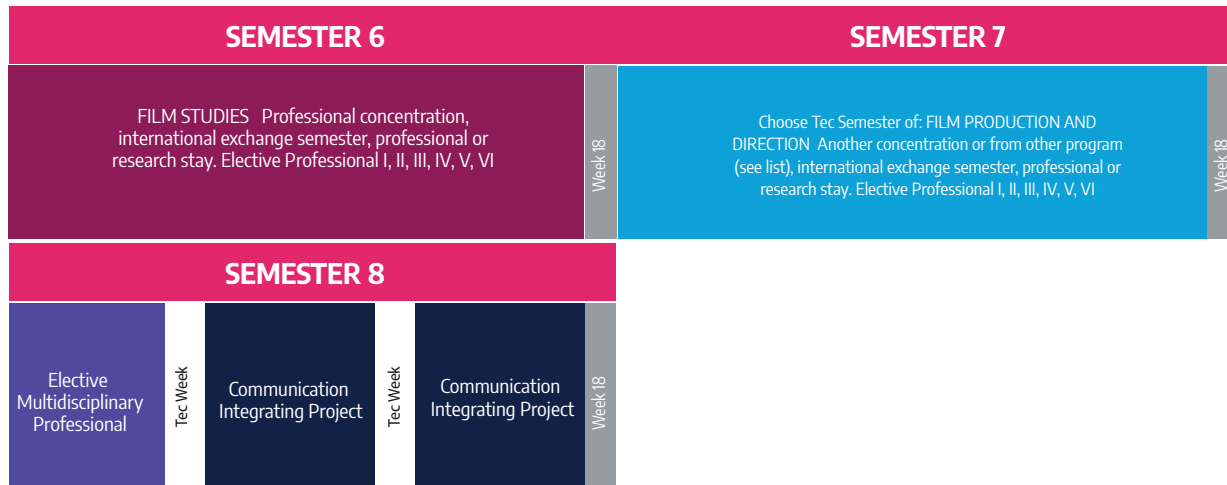 SEMESTER 6
FILM STUDIES Professional concentration,
international exchange semester, professional or
research stay. Elective Professional I, II, III, IV, V, VI
Week 18
SEMESTER 7
Choose Tec Semester of: FILM PRODUCTION AND
DIRECTION Another concentration or from other program
(see list), international exchange semester, professional or
research stay. Elective Professional I, II, III, IV, V, VI
Week 18
SEMESTER 8
Elective
Multidisciplinary
Professional
Tec Week
Communication
Integrating Project
Tec Week
Communication
Integrating Project
Week 18